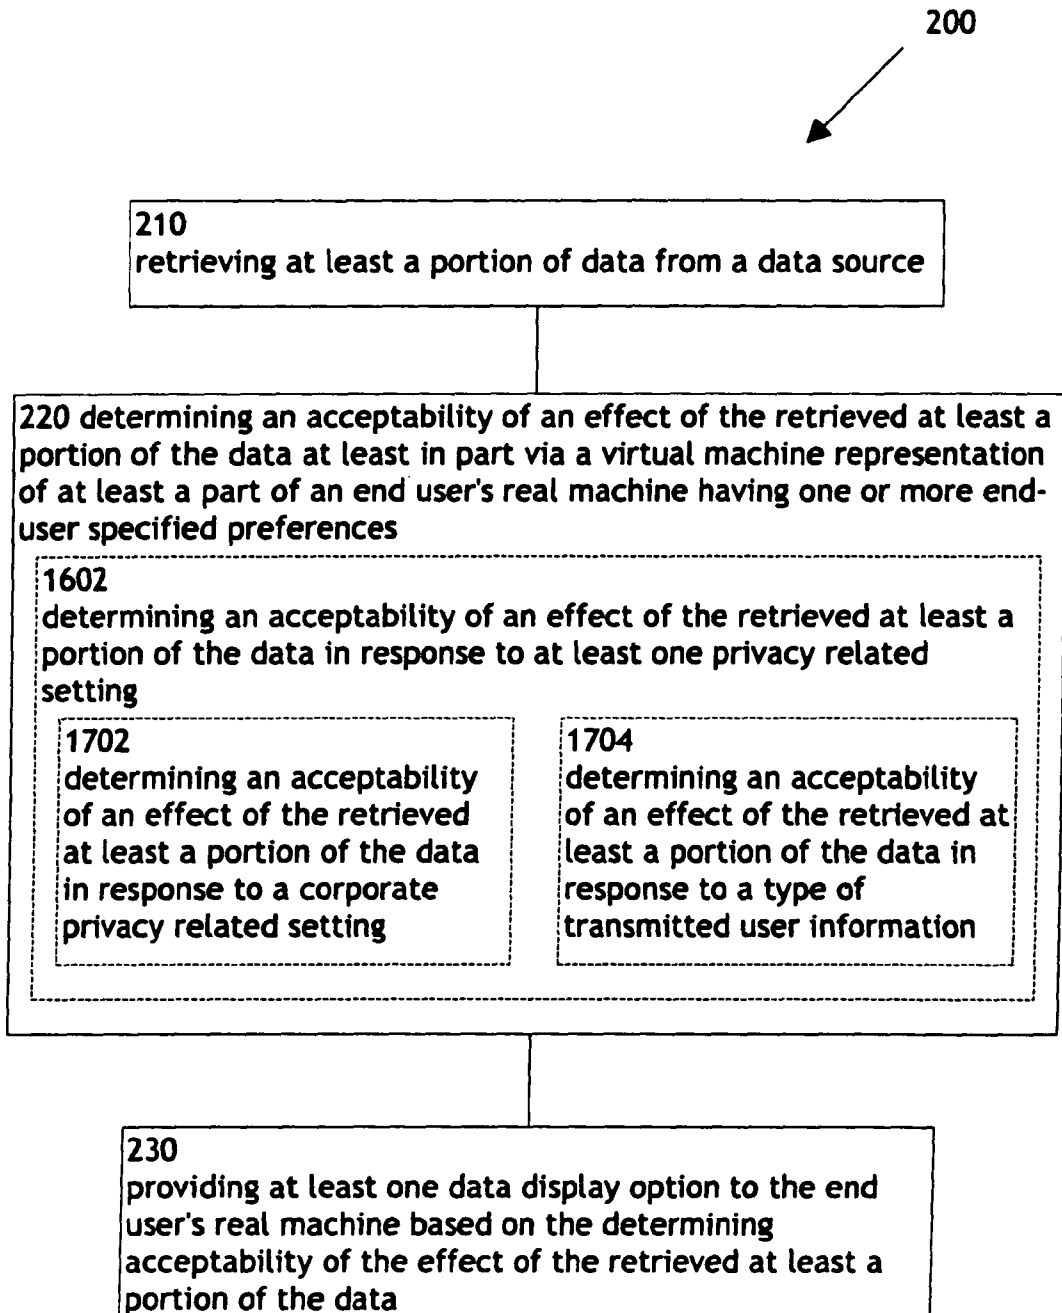 200
210
retrieving at least a portion of data from a data source
220 determining an acceptability of an effect of the retrieved at least a
portion of the data at least in part via a virtual machine representation
of at least a part of an end user's real machine having one or more end-
user specified preferences
1602
determining an acceptability of an effect of the retrieved at least a
portion of the data in response to at least one privacy related
setting
1702
determining an acceptability
of an effect of the retrieved
at least a portion of the data
in response to a corporate
privacy related setting
1704
determining an acceptability
of an effect of the retrieved at
least a portion of the data in
response to a type of
transmitted user information
230
providing at least one data display option to the end
user's real machine based on the determining
acceptability of the effect of the retrieved at least a
portion of the data